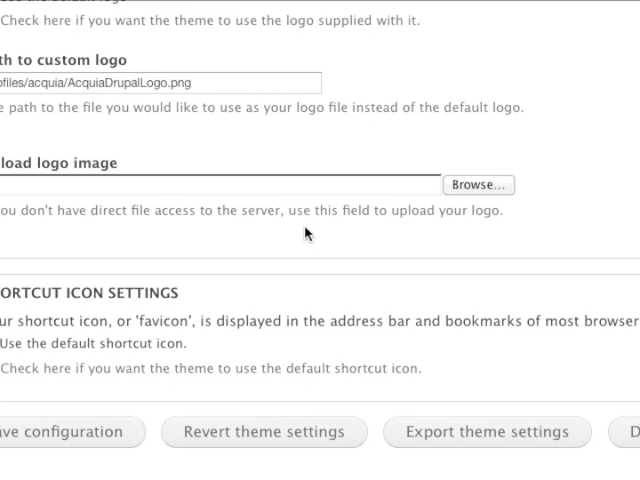 Check here if you want the theme to use the logo supplied with it.
th to custom logo
ofiles/acquia/AcquiaDrupalLogo.png
e path to the file you would like to use as your logo file instead of the default logo.
load logo image
Browse...
ou don't have direct file access to the server, use this field to upload your logo.
ORTCUT ICON SETTINGS
ur shortcut icon, or 'favicon', is displayed in the address bar and bookmarks of most browser
Use the default shortcut icon.
Check here if you want the theme to use the default shortcut icon.
ave configuration Revert theme settings Export theme settings D